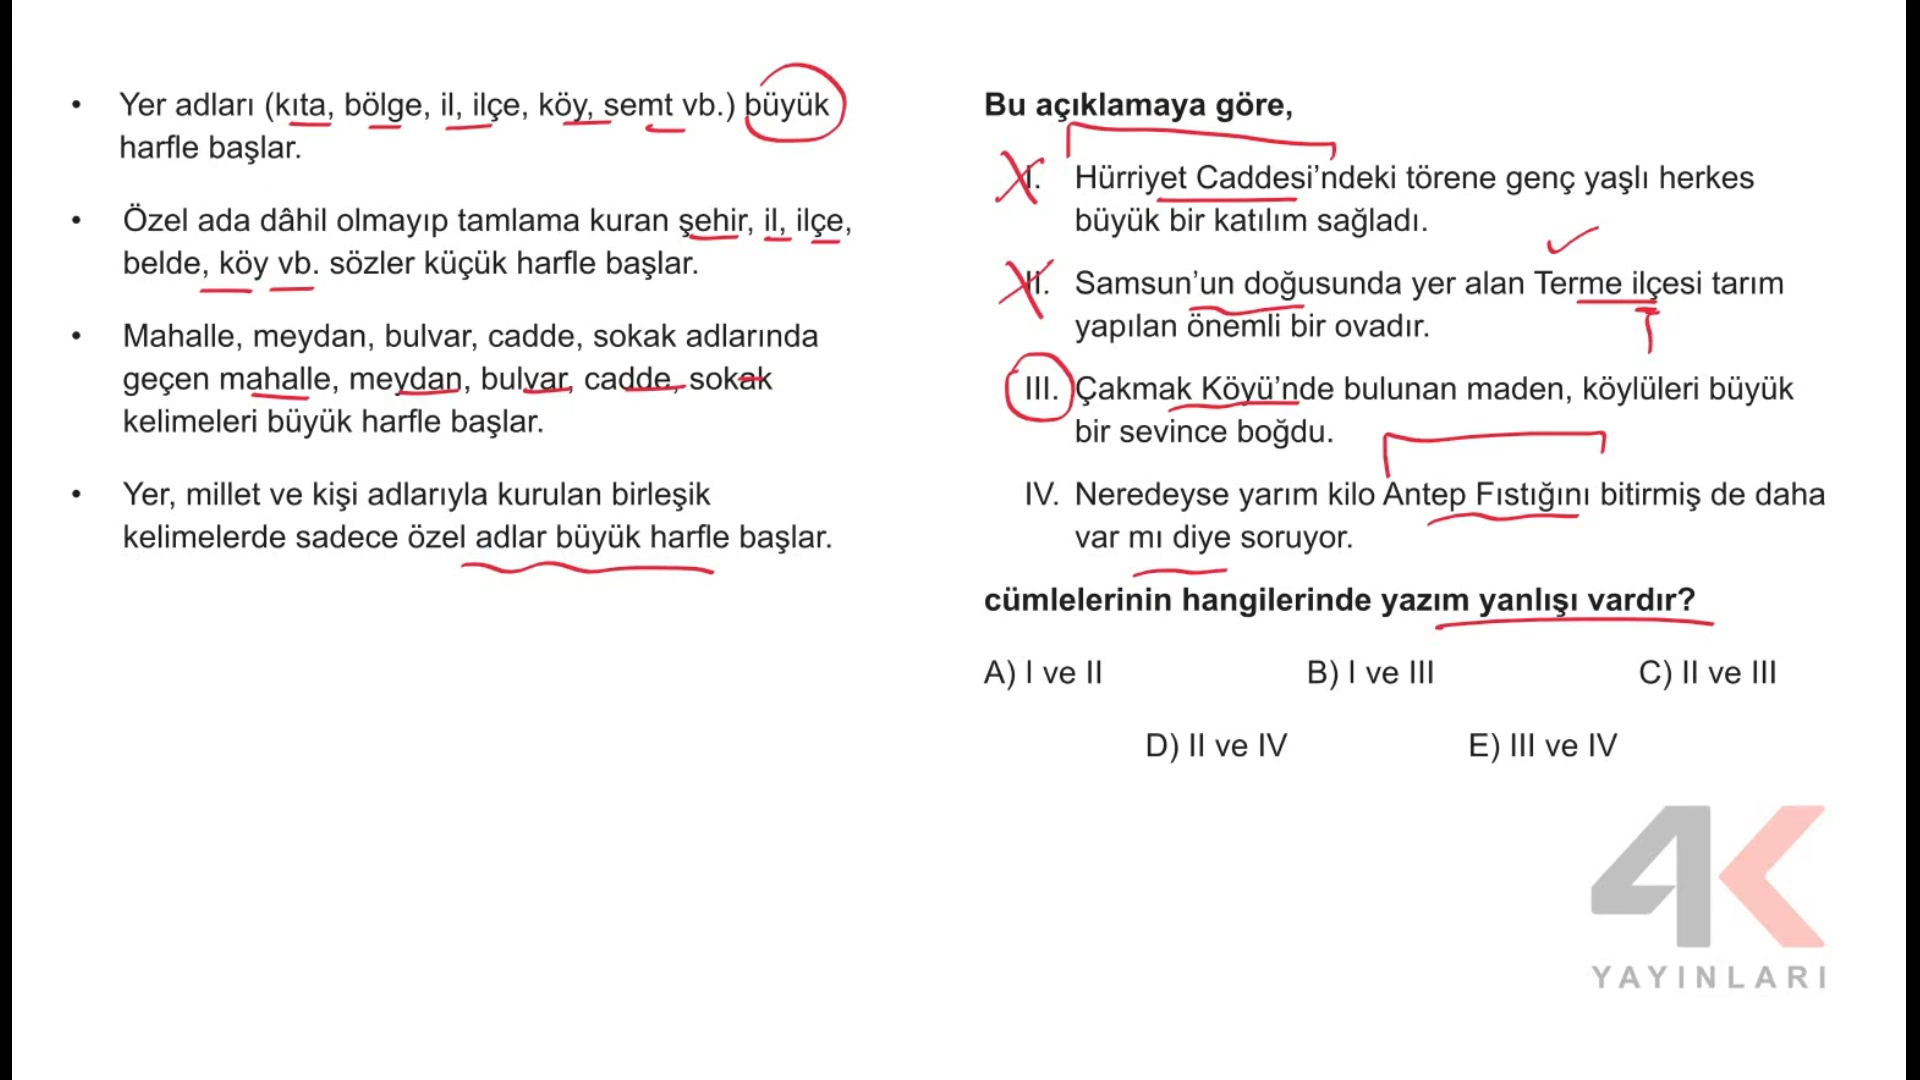 • Yer adları (kıta, bölge, il, ilçe, köy, semt vb.) büyük
harfle başlar.
• Özel ada dâhil olmayıp tamlama kuran şehir, il, ilçe,
belde, köy vb. sözler küçük harfle başlar.
• Mahalle, meydan, bulvar, cadde, sokak adlarında
geçen mahalle, meydan, bulvar, cadde, sokak
kelimeleri büyük harfle başlar.
• Yer, millet ve kişi adlarıyla kurulan birleşik
kelimelerde sadece özel adlar büyük harfle başlar.
Bu açıklamaya göre,
I. Hürriyet Caddesi’ndeki törene genç yaşlı herkes
büyük bir katılım sağladı.
II. Samsun’un doğusunda yer alan Terme ilçesi tarım
yapılan önemli bir ovadır.
III. Çakmak Köyü’nde bulunan maden, köylüleri büyük
bir sevince boğdu.
IV. Neredeyse yarım kilo Antep Fıstığını bitirmiş de daha
var mı diye soruyor.
cümlelerinin hangilerinde yazım yanlışı vardır?
A) I ve II B) I ve III C) II ve III
D) II ve IV E) III ve IV
4K
YAYINLARI